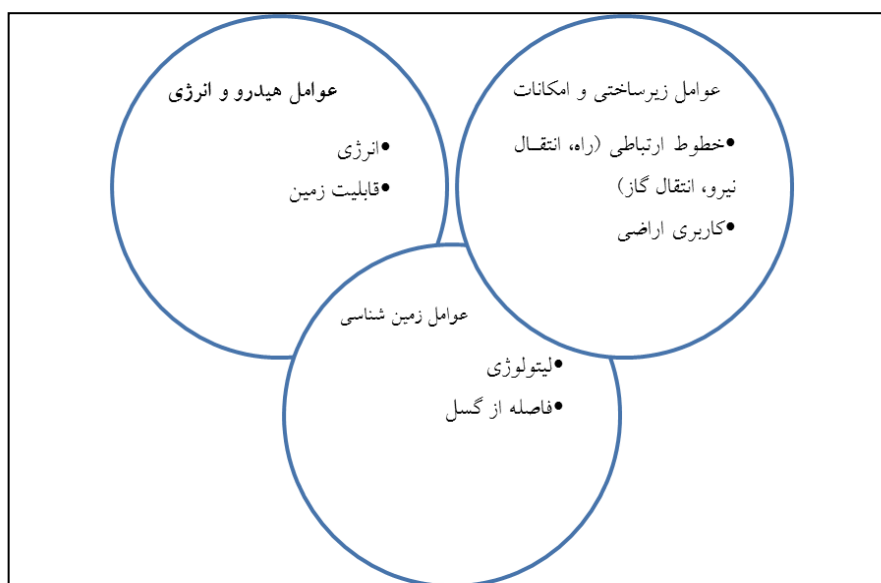 عوامل زیرساختی و امکانات
•خطوط ارتباطی (راه، انتقال
نیرو، انتقال گاز)
•کاربری اراضی
عوامل هیدرو و انرژی
•انرژی
•قابلیت زمین
عوامل زمین شناسی
•لیتولوژی
•فاصله از گسل